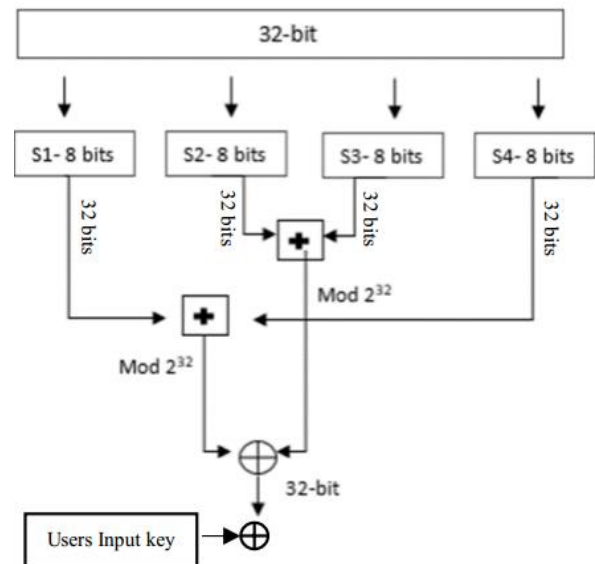 32-bit
S1- 8 bits
S2- 8 bits
S3- 8 bits
S4- 8 bits
32 bits
32 bits
32 bits
32 bits
Mod 2³²
Mod 2³²
32-bit
Users Input key